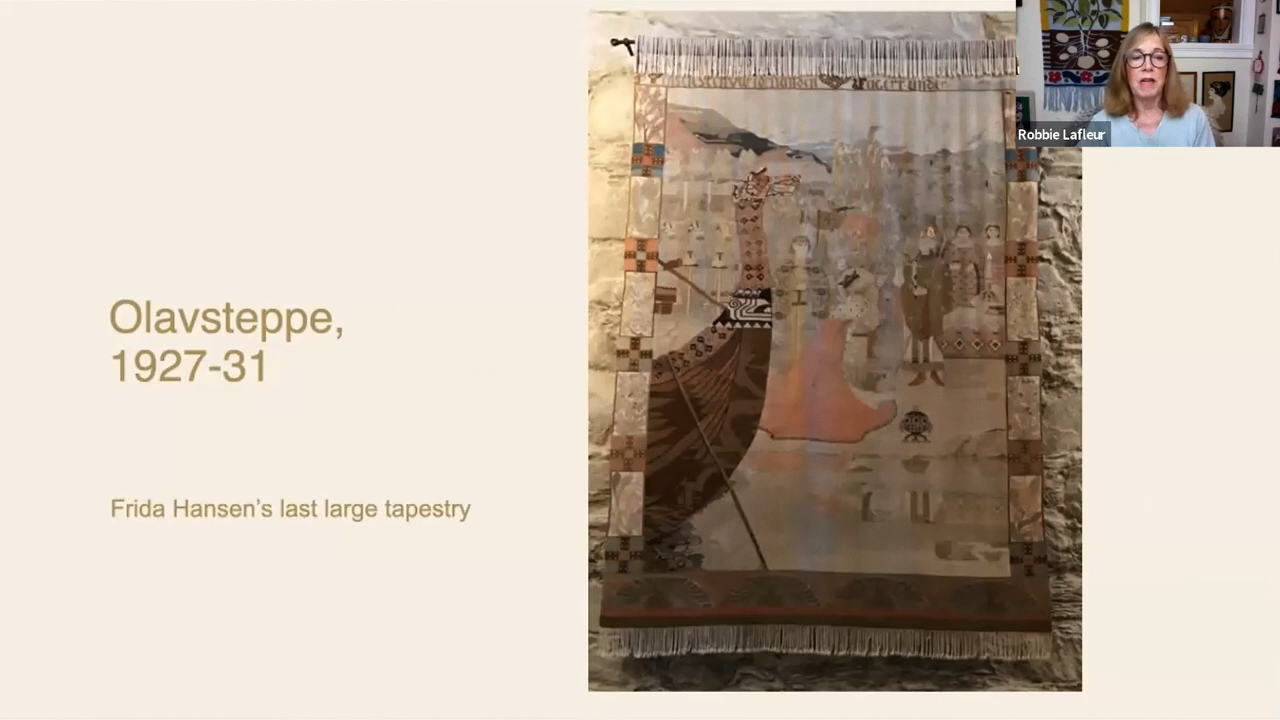 Olavsteppe,
1927-31
Frida Hansen's last large tapestry
Robbie Lafleur